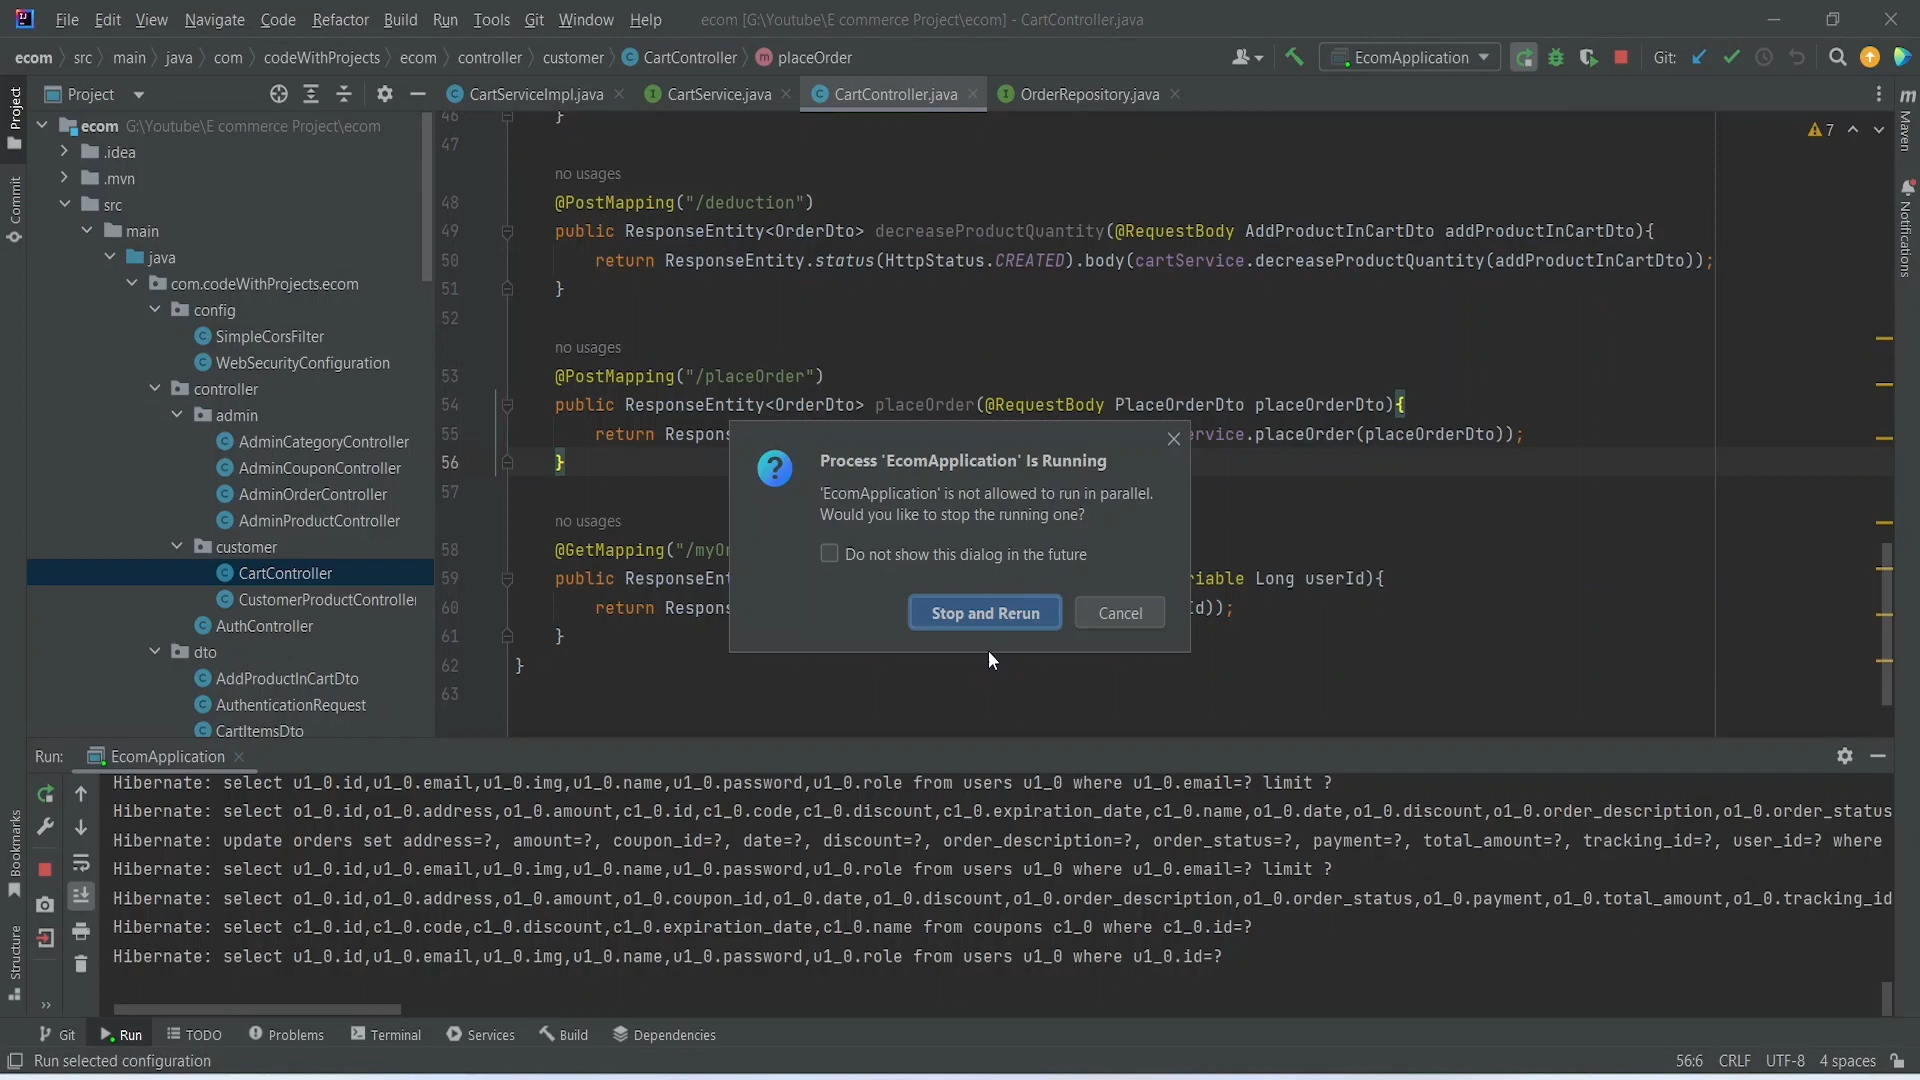 File Edit View Navigate Code Refactor Build Run Tools Git Window Help ecom [G:\Youtube\E commerce Project\ecom] - CartController.java
ecom src main java com codeWithProjects ecom controller customer CartController placeOrder
EcomApplication
Git:
Project
CartServiceImpl.java CartService.java CartController.java OrderRepository.java
Project
Commit
Bookmarks
Structure
ecom G:\Youtube\E commerce Project\ecom
.idea
.mvn
src
main
java
com.codeWithProjects.ecom
config
SimpleCorsFilter
WebSecurityConfiguration
controller
admin
AdminCategoryController
AdminCouponController
AdminOrderController
AdminProductController
customer
CartController
CustomerProductController
AuthController
dto
AddProductInCartDto
AuthenticationRequest
CartItemsDto
7
46 }
47
no usages
48 @PostMapping("/deduction")
49 public ResponseEntity<OrderDto> decreaseProductQuantity(@RequestBody AddProductInCartDto addProductInCartDto){
50 return ResponseEntity.status(HttpStatus.CREATED).body(cartService.decreaseProductQuantity(addProductInCartDto));
51 }
52
no usages
53 @PostMapping("/placeOrder")
54 public ResponseEntity<OrderDto> placeOrder(@RequestBody PlaceOrderDto placeOrderDto){
55 return Respons rvice.placeOrder(placeOrderDto));
56 }
57
no usages
58 @GetMapping("/myOr
59 public ResponseEnt riable Long userId){
60 return Respons d));
61 }
62 }
63
Process 'EcomApplication' Is Running
'EcomApplication' is not allowed to run in parallel.
Would you like to stop the running one?
Do not show this dialog in the future
Stop and Rerun Cancel
Maven
Notifications
Run: EcomApplication
Hibernate: select u1_0.id,u1_0.email,u1_0.img,u1_0.name,u1_0.password,u1_0.role from users u1_0 where u1_0.email=? limit ?
Hibernate: select o1_0.id,o1_0.address,o1_0.amount,c1_0.id,c1_0.code,c1_0.discount,c1_0.expiration_date,c1_0.name,o1_0.date,o1_0.discount,o1_0.order_description,o1_0.order_status
Hibernate: update orders set address=?, amount=?, coupon_id=?, date=?, discount=?, order_description=?, order_status=?, payment=?, total_amount=?, tracking_id=?, user_id=? where
Hibernate: select u1_0.id,u1_0.email,u1_0.img,u1_0.name,u1_0.password,u1_0.role from users u1_0 where u1_0.email=? limit ?
Hibernate: select o1_0.id,o1_0.address,o1_0.amount,o1_0.coupon_id,o1_0.date,o1_0.discount,o1_0.order_description,o1_0.order_status,o1_0.payment,o1_0.total_amount,o1_0.tracking_id
Hibernate: select c1_0.id,c1_0.code,c1_0.discount,c1_0.expiration_date,c1_0.name from coupons c1_0 where c1_0.id=?
Hibernate: select u1_0.id,u1_0.email,u1_0.img,u1_0.name,u1_0.password,u1_0.role from users u1_0 where u1_0.id=?
Git Run TODO Problems Terminal Services Build Dependencies
Run selected configuration 56:6 CRLF UTF-8 4 spaces